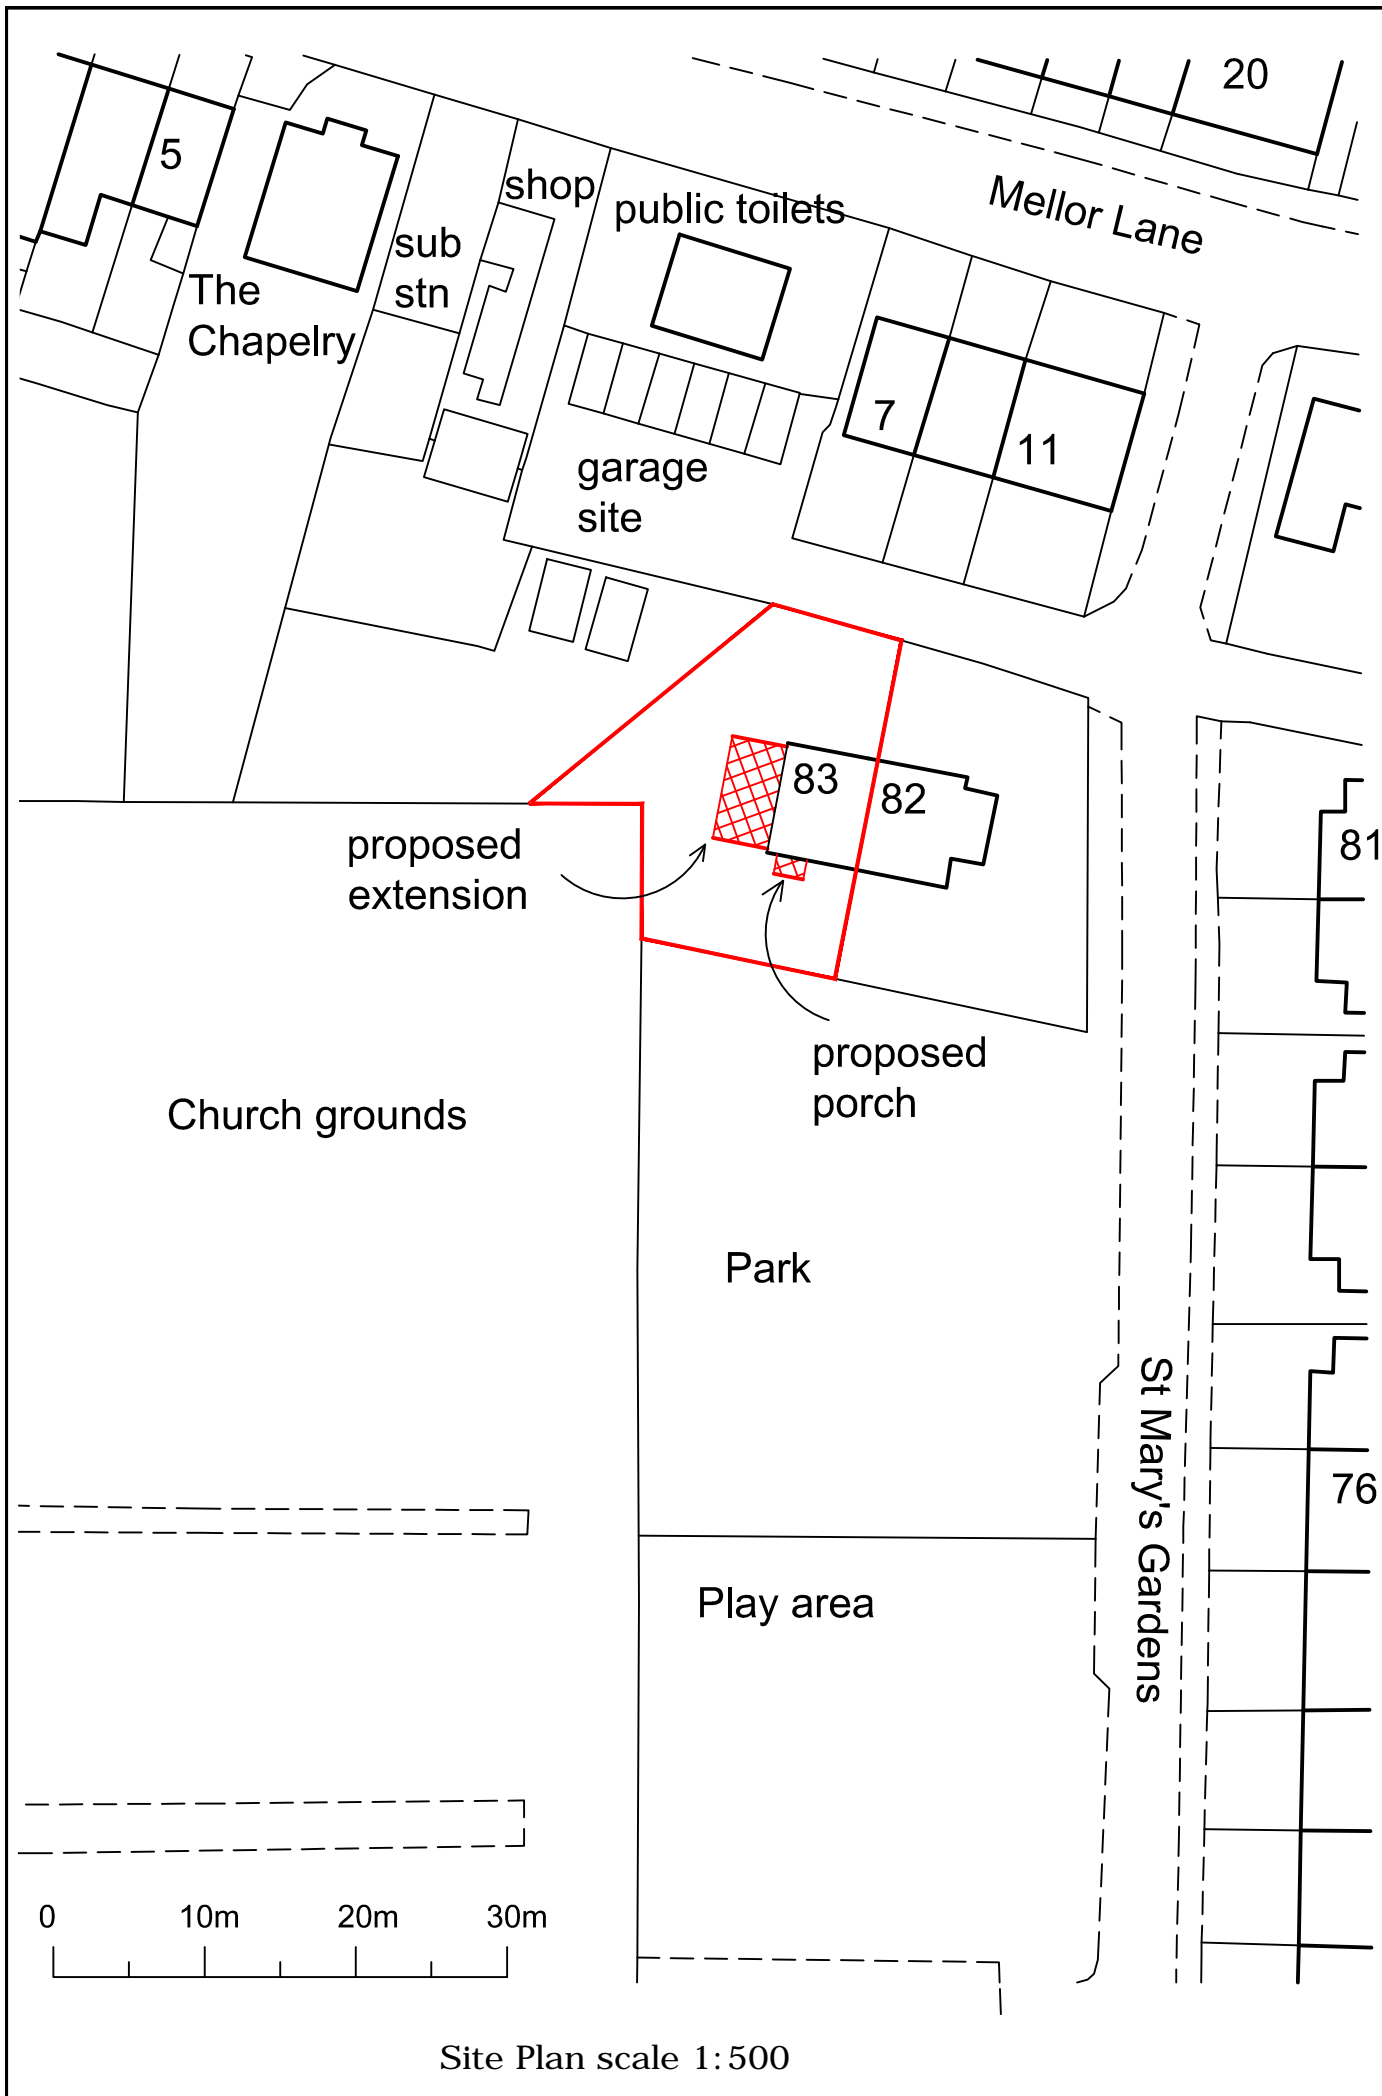 20
5
shop
public toilets
Mellor Lane
sub
stn
The
Chapelry
7
11
garage
site
83
82
81
proposed
extension
proposed
porch
Church grounds
Park
St Mary's Gardens
76
Play area
0 10m 20m 30m
Site Plan scale 1:500